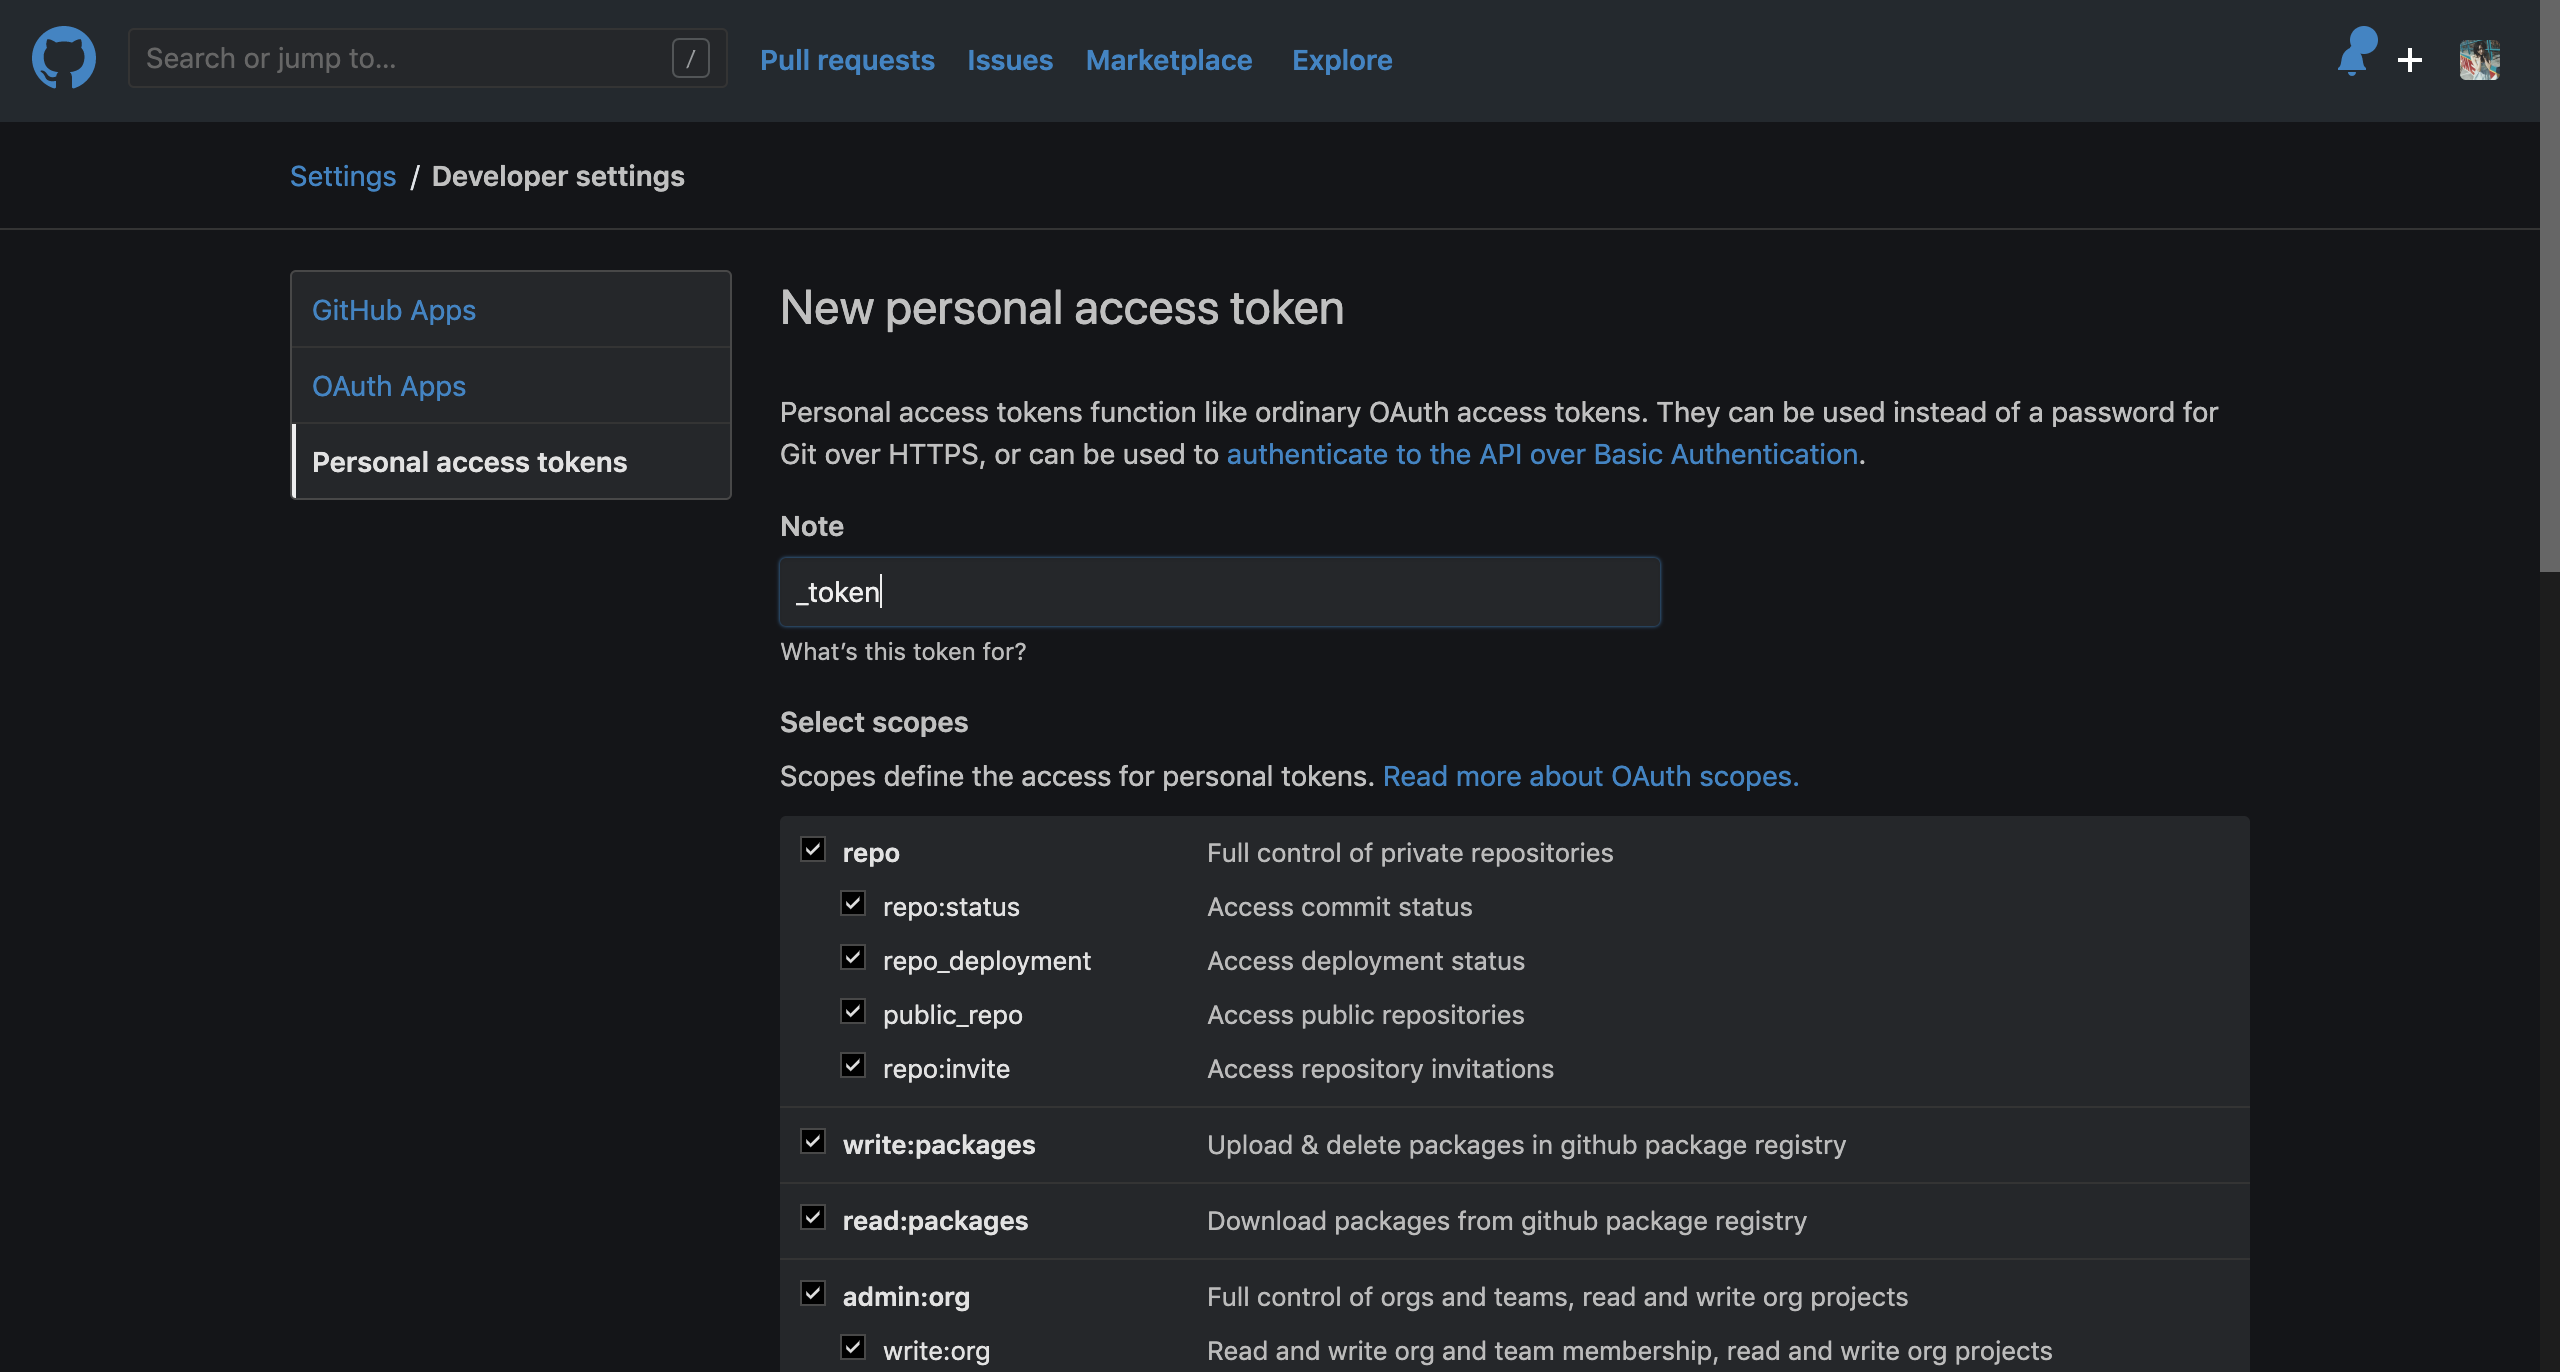 Search or jump to...
/
Pull requests
Issues
Marketplace
Explore
Settings / Developer settings
GitHub Apps
OAuth Apps
Personal access tokens
New personal access token
Personal access tokens function like ordinary OAuth access tokens. They can be used instead of a password for
Git over HTTPS, or can be used to authenticate to the API over Basic Authentication.
Note
_token
What’s this token for?
Select scopes
Scopes define the access for personal tokens. Read more about OAuth scopes.
repo Full control of private repositories
repo:status Access commit status
repo_deployment Access deployment status
public_repo Access public repositories
repo:invite Access repository invitations
write:packages Upload & delete packages in github package registry
read:packages Download packages from github package registry
admin:org Full control of orgs and teams, read and write org projects
write:org Read and write org and team membership, read and write org projects